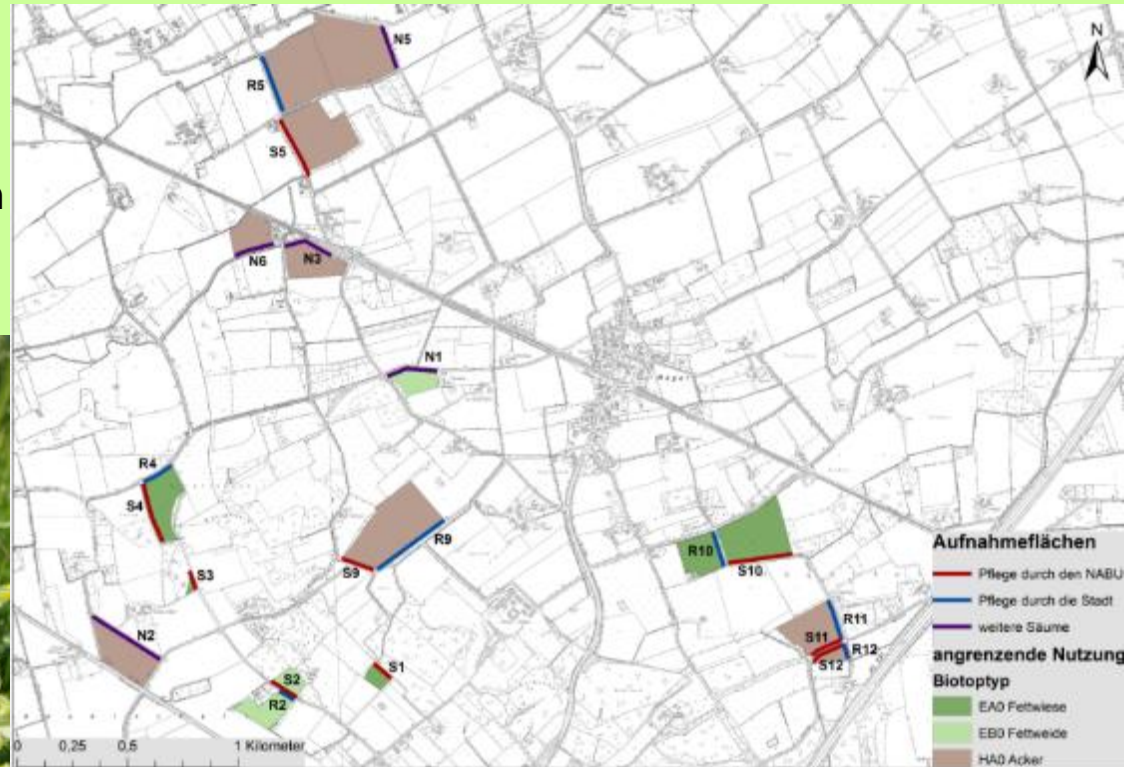 n
N
N5
R5
S5
N6
N3
N1
R4
S4
S3
S9
R9
R10
S10
N2
S1
S2
R2
R11
S11
R12
S12
0 0,25 0,5 1 Kilometer
Aufnahmeflächen
Pflege durch den NABU
Pflege durch die Stadt
weitere Säume
angrenzende Nutzung
Biotoptyp
EA0 Fettwiese
EB0 Fettweide
HA0 Acker